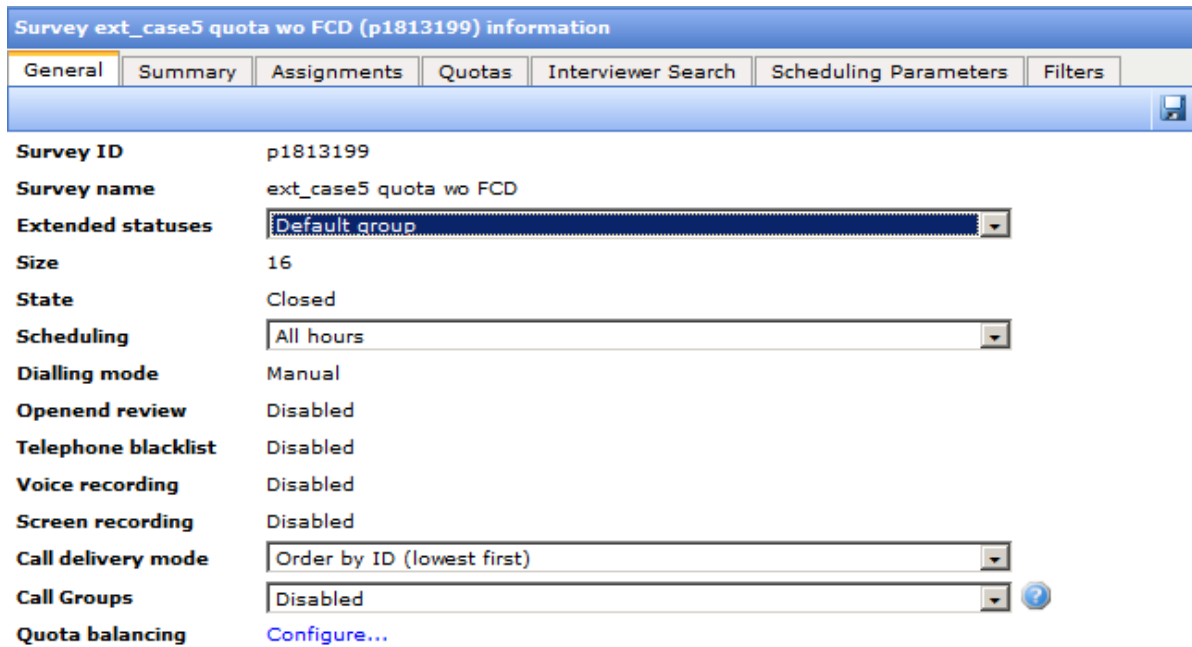 Survey ext_case5 quota wo FCD (p1813199) information
General Summary Assignments Quotas Interviewer Search Scheduling Parameters Filters
Survey ID p1813199
Survey name ext_case5 quota wo FCD
Extended statuses Default group
Size 16
State Closed
Scheduling All hours
Dialling mode Manual
Openend review Disabled
Telephone blacklist Disabled
Voice recording Disabled
Screen recording Disabled
Call delivery mode Order by ID (lowest first)
Call Groups Disabled ?
Quota balancing Configure...